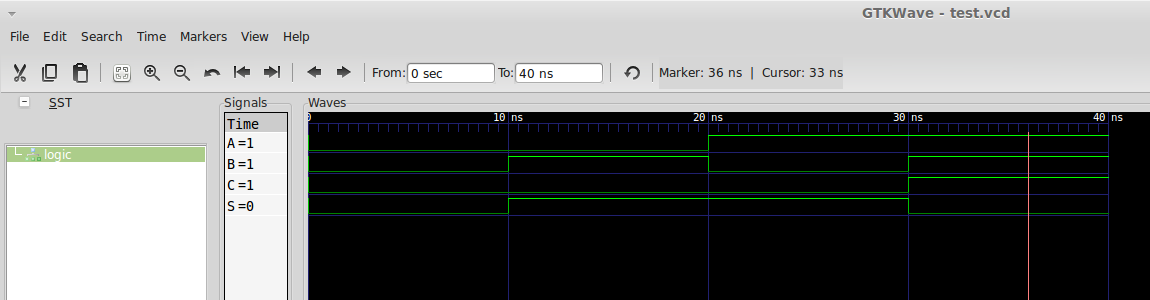 GTKWave - test.vcd
File Edit Search Time Markers View Help
From: 0 sec To: 40 ns Marker: 36 ns | Cursor: 33 ns
SST Signals Waves
0 10 ns 20 ns 30 ns 40 ns
Time
A =1
logic
B =1
C =1
S =0